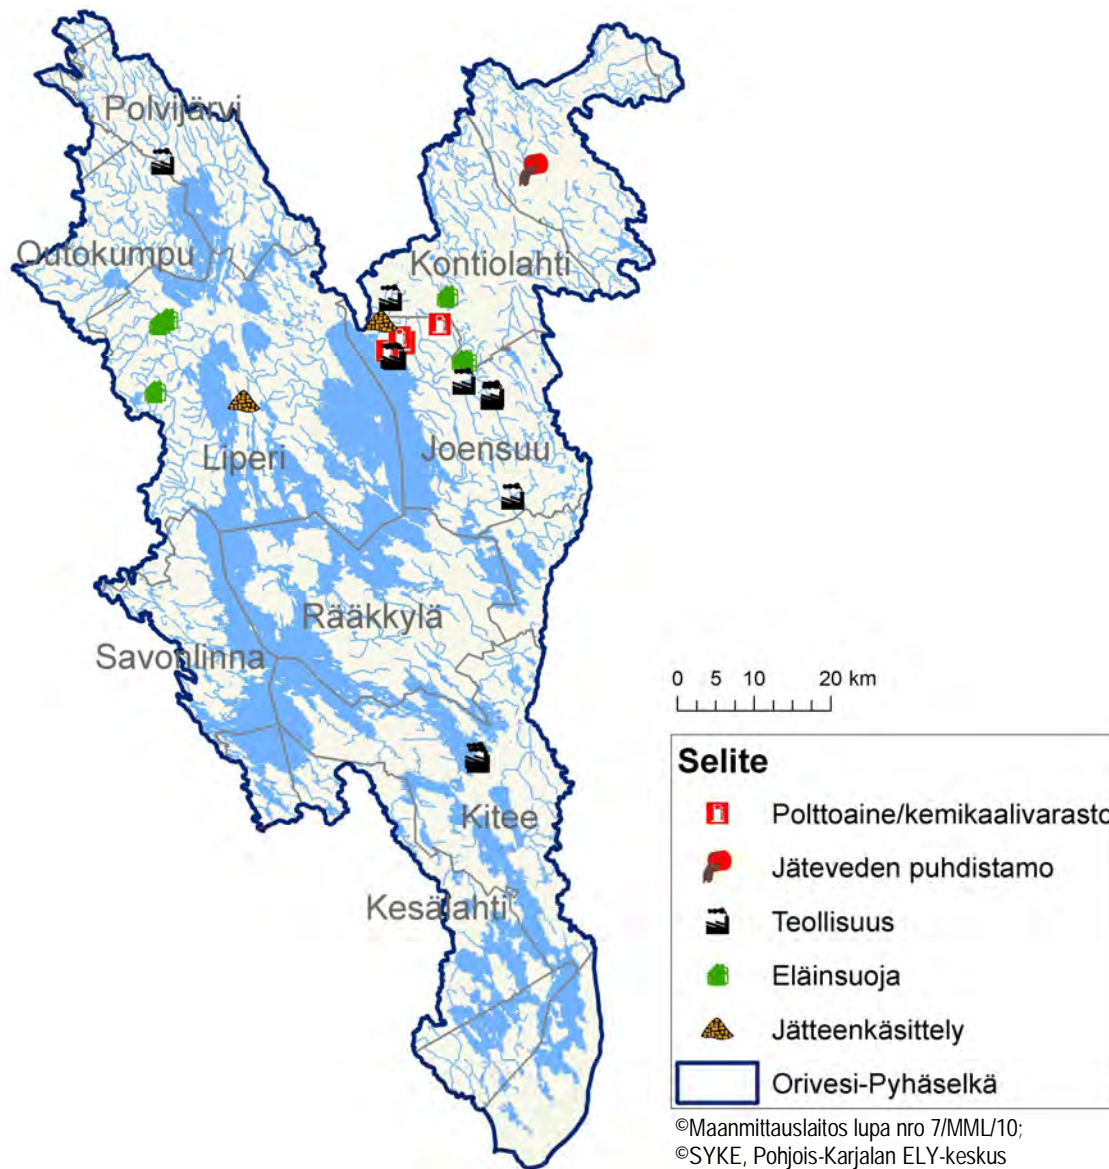 Polvijärvi
Outokumpu
Kontiolahti
Liperi
Joensuu
Rääkkylä
Savonlinna
Kitee
Kesälahti
0 5 10 20 km
Selite
Polttoaine/kemikaalivarasto
Jäteveden puhdistamo
Teollisuus
Eläinsuoja
Jätteenkäsittely
Orivesi-Pyhäselkä
©Maanmittauslaitos lupa nro 7/MML/10;
©SYKE, Pohjois-Karjalan ELY-keskus